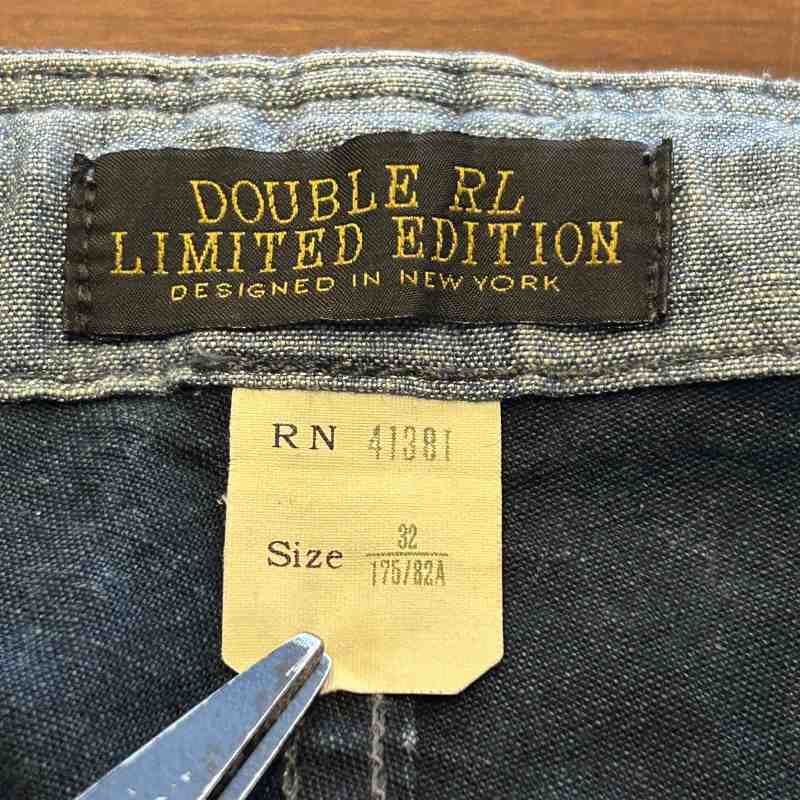 DOUBLE RL
LIMITED EDITION
DESIGNED IN NEW YORK
RN 41381
Size 32
175/82A